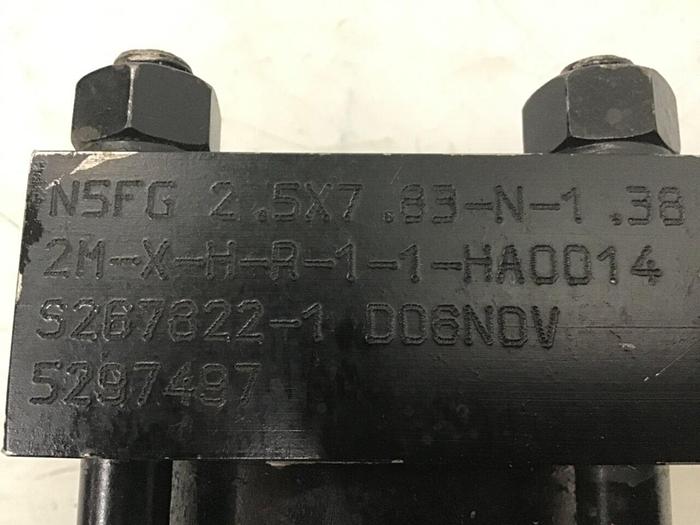 NSFG 2.5X7.83-N-1.38
2M-X-H-R-1-1-HA0014
S267822-1 D06NOV
5297497